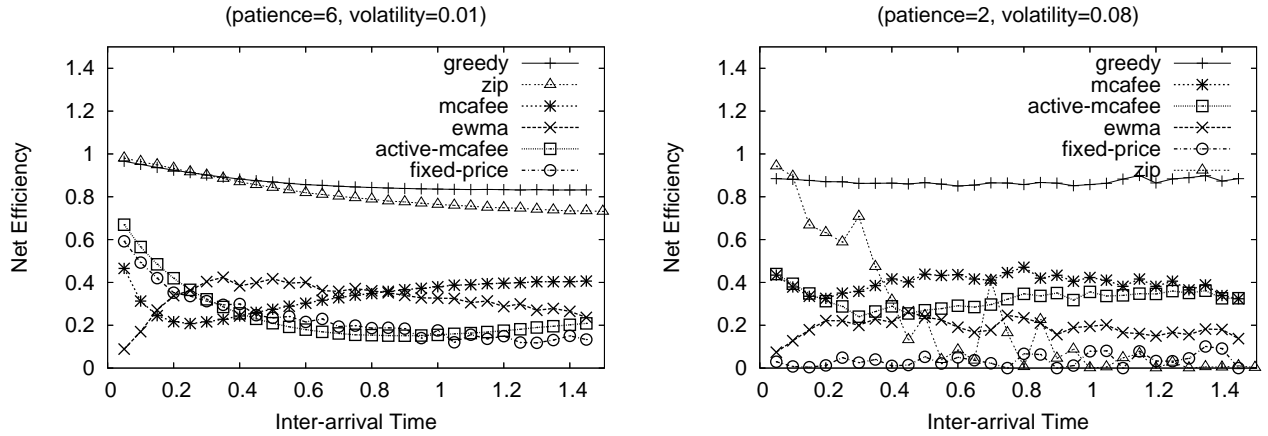 (patience=6, volatility=0.01)
1.4
1.2
1
0.8
0.6
0.4
0.2
0
Net Efficiency
greedy
zip
mcafee
ewma
active-mcafee
fixed-price
0 0.2 0.4 0.6 0.8 1 1.2 1.4
Inter-arrival Time
(patience=2, volatility=0.08)
1.4
1.2
1
0.8
0.6
0.4
0.2
0
Net Efficiency
greedy
mcafee
active-mcafee
ewma
fixed-price
zip
0 0.2 0.4 0.6 0.8 1 1.2 1.4
Inter-arrival Time